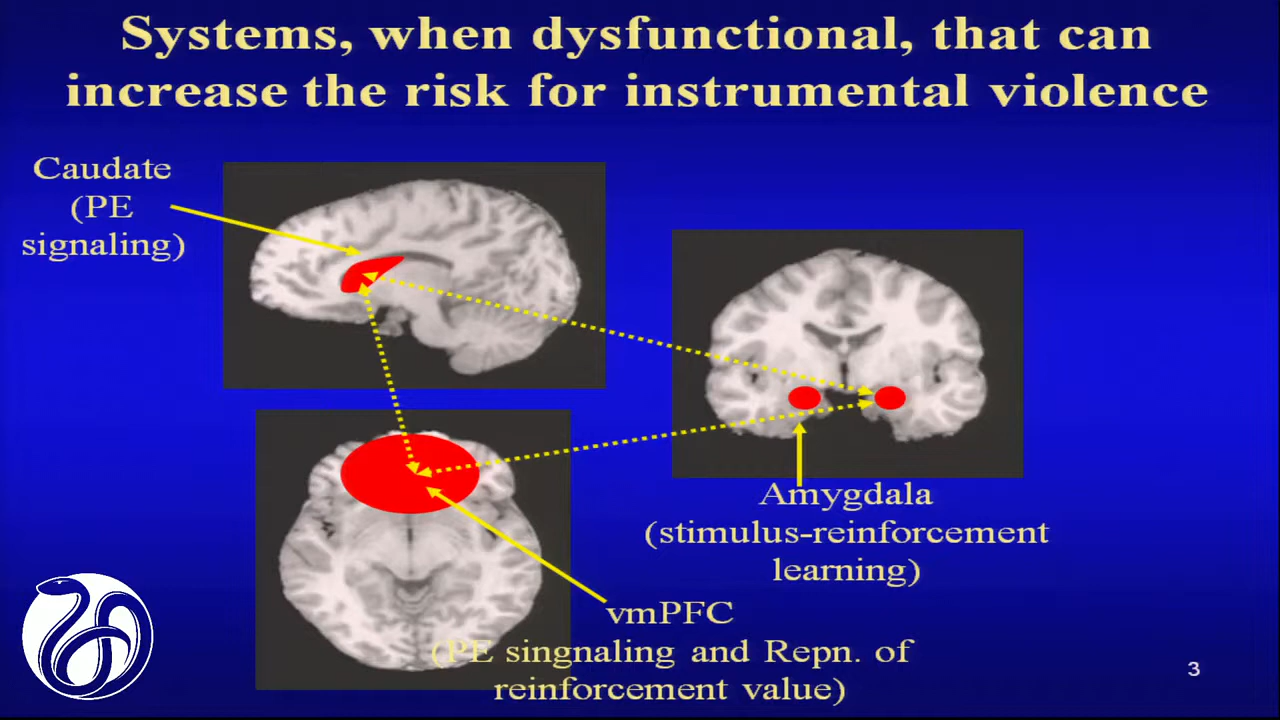 Systems, when dysfunctional, that can
increase the risk for instrumental violence
Caudate
(PE
signaling)
Amygdala
(stimulus-reinforcement
learning)
vmPFC
(PE singnaling and Repn. of
reinforcement value)
3